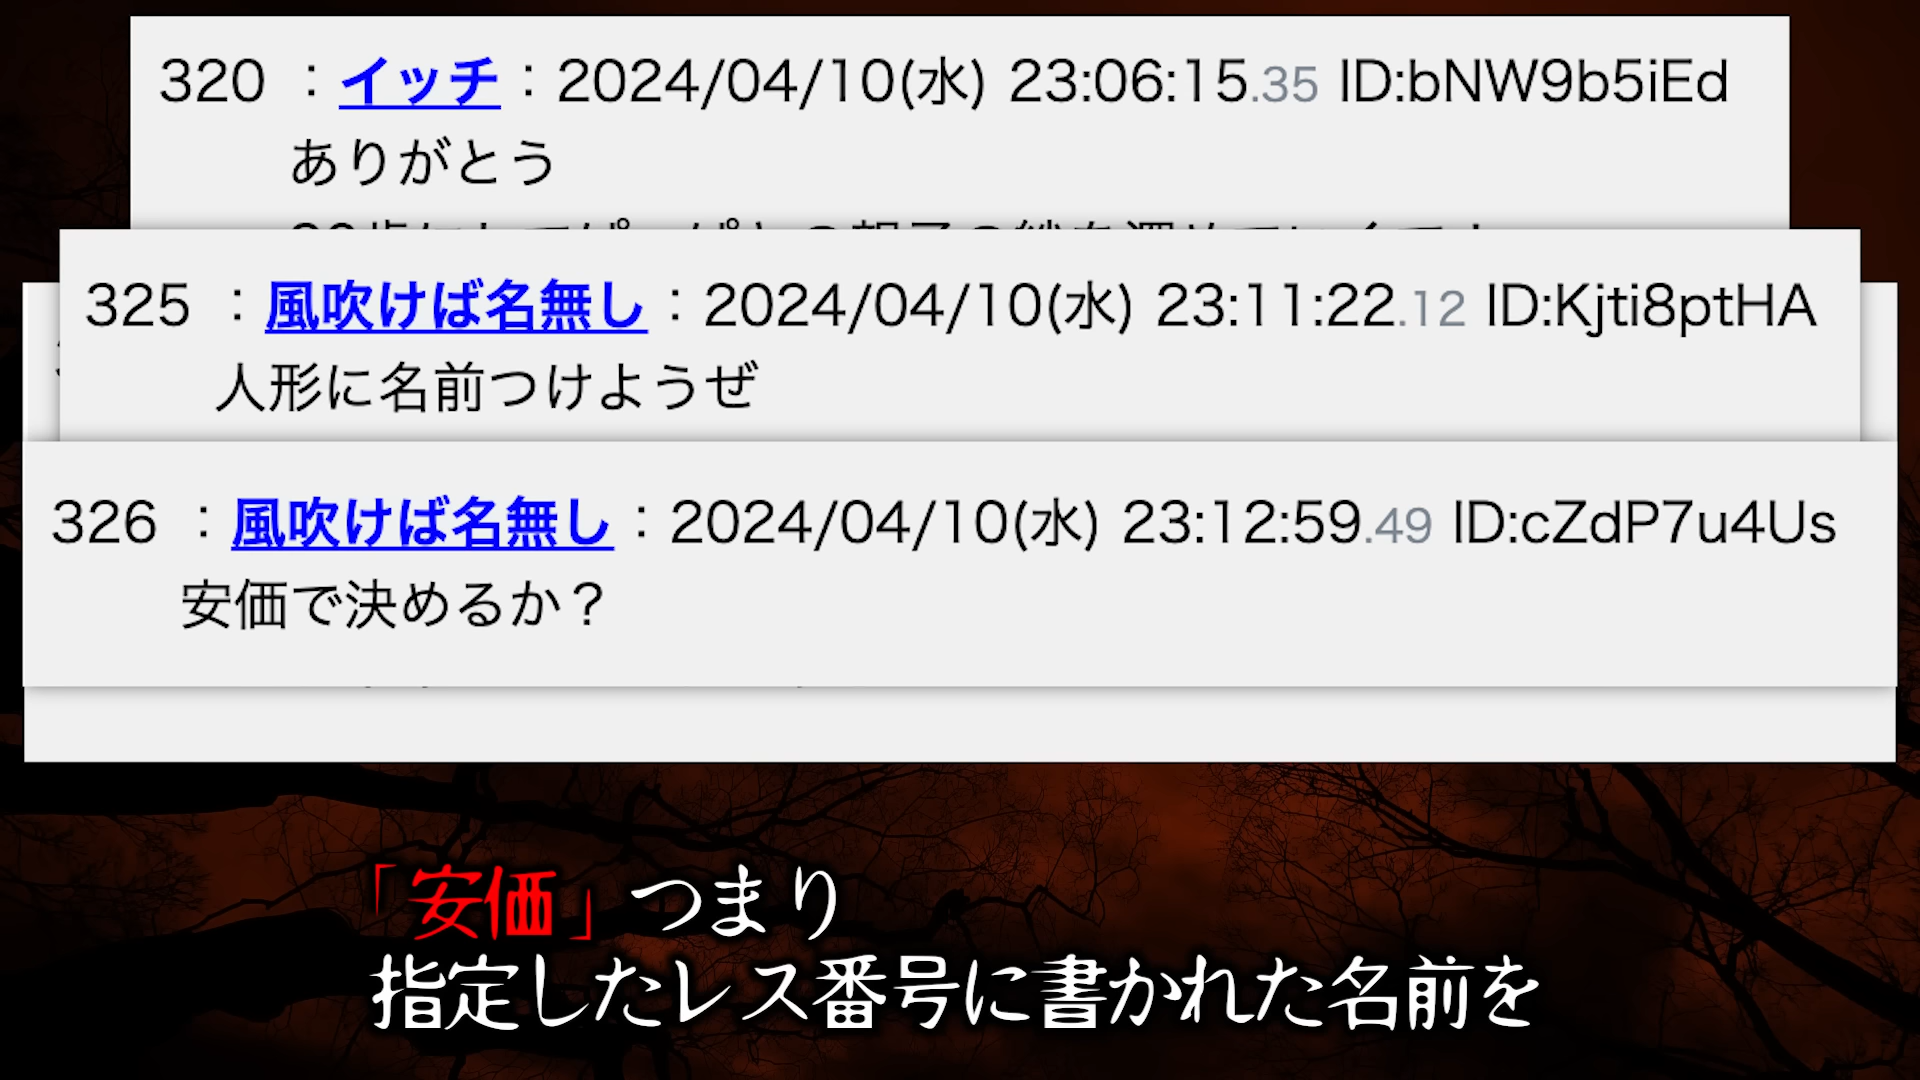 320 ：イッチ：2024/04/10(水) 23:06:15.35 ID:bNW9b5iEd
ありがとう
325 ：風吹けば名無し：2024/04/10(水) 23:11:22.12 ID:Kjti8ptHA
人形に名前つけようぜ
326 ：風吹けば名無し：2024/04/10(水) 23:12:59.49 ID:cZdP7u4Us
安価で決めるか？
「安価」つまり
指定したレス番号に書かれた名前を